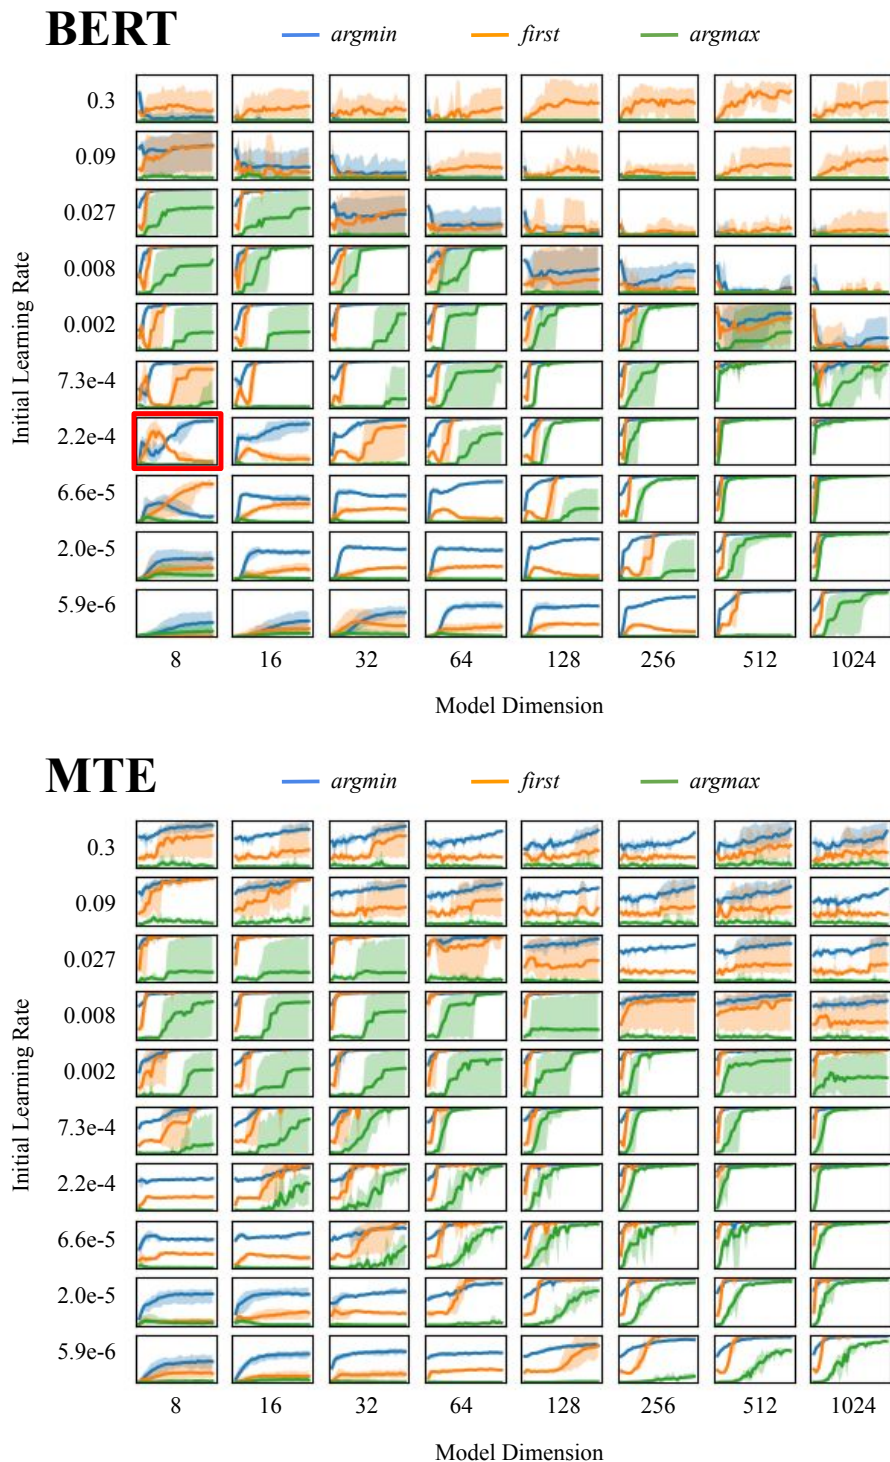 BERT
argmin first argmax
Initial Learning Rate
0.3
0.09
0.027
0.008
0.002
7.3e-4
2.2e-4
6.6e-5
2.0e-5
5.9e-6
8 16 32 64 128 256 512 1024
Model Dimension
MTE
argmin first argmax
Initial Learning Rate
0.3
0.09
0.027
0.008
0.002
7.3e-4
2.2e-4
6.6e-5
2.0e-5
5.9e-6
8 16 32 64 128 256 512 1024
Model Dimension